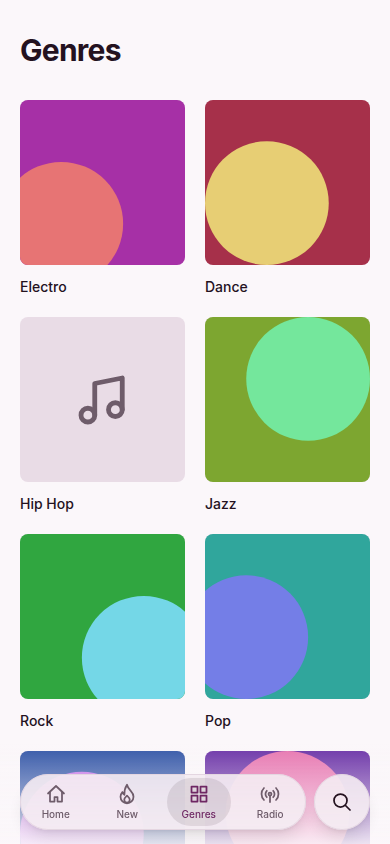 Genres
Electro
Dance
Hip Hop
Jazz
Rock
Pop
Home
New
Genres
Radio